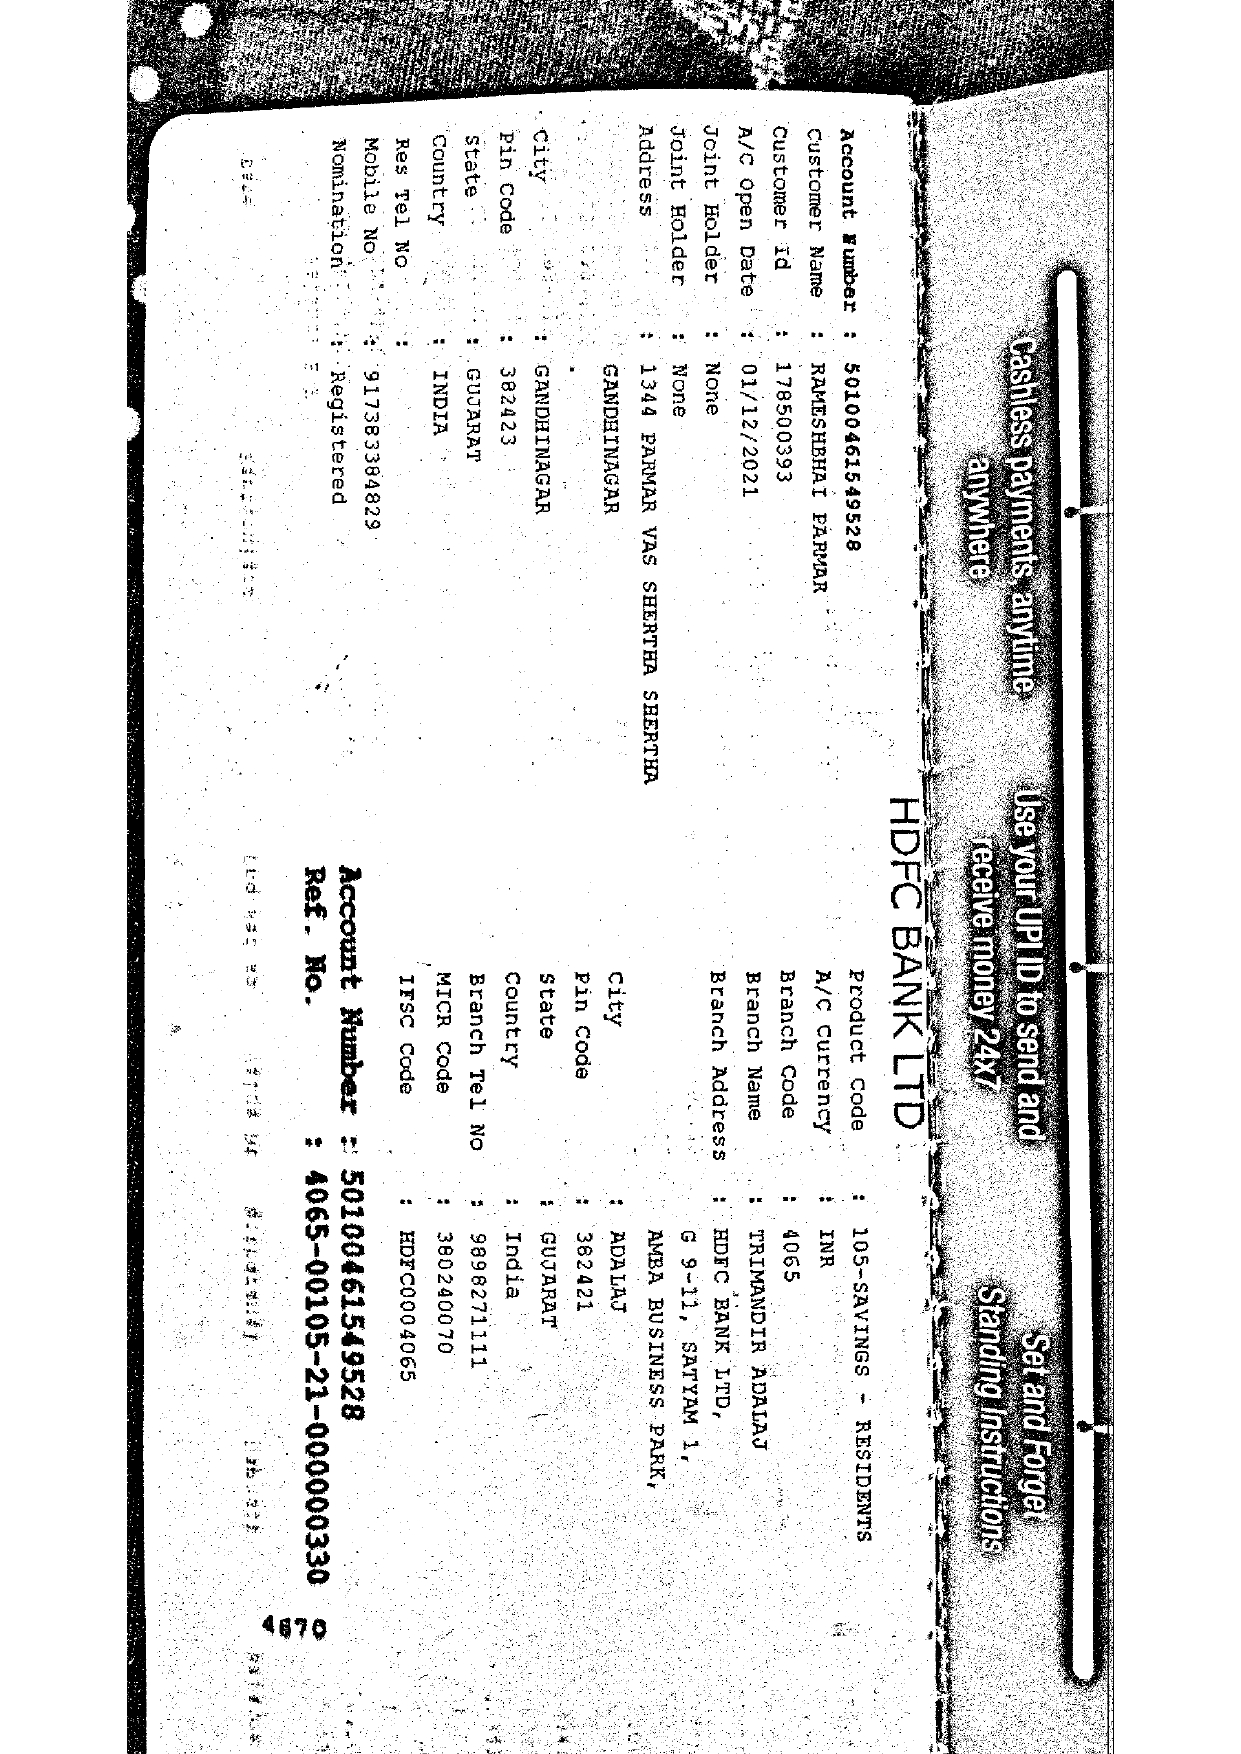 Cashless payments, anytime
anywhere
Use your UPI ID to send and
receive money 24x7
Set and Forget
Standing Instructions
HDFC BANK LTD
Account Number : 50100461549528
Customer Name : RAMESHBHAI PARMAR
Customer Id : 178500393
A/C Open Date : 01/12/2021
Joint Holder : None
Joint Holder : None
Address : 1344 PARMAR VAS SHERTHA SHERTHA
GANDHINAGAR
.
City : GANDHINAGAR
Pin Code : 382423
State : GUJARAT
Country : INDIA
Res Tel No :
Mobile No : 917383384829
Nomination : Registered
Product Code : 105-SAVINGS - RESIDENTS
A/C Currency : INR
Branch Code : 4065
Branch Name : TRIMANDIR ADALAJ
Branch Address : HDFC BANK LTD,
G 9-11, SATYAM 1,
AMBA BUSINESS PARK,
City : ADALAJ
Pin Code : 382421
State : GUJARAT
Country : India
Branch Tel No : 9898271111
MICR Code : 380240070
IFSC Code : HDFC0004065
Account Number : 50100461549528
Ref. No. : 4065-00105-21-000000330
4870